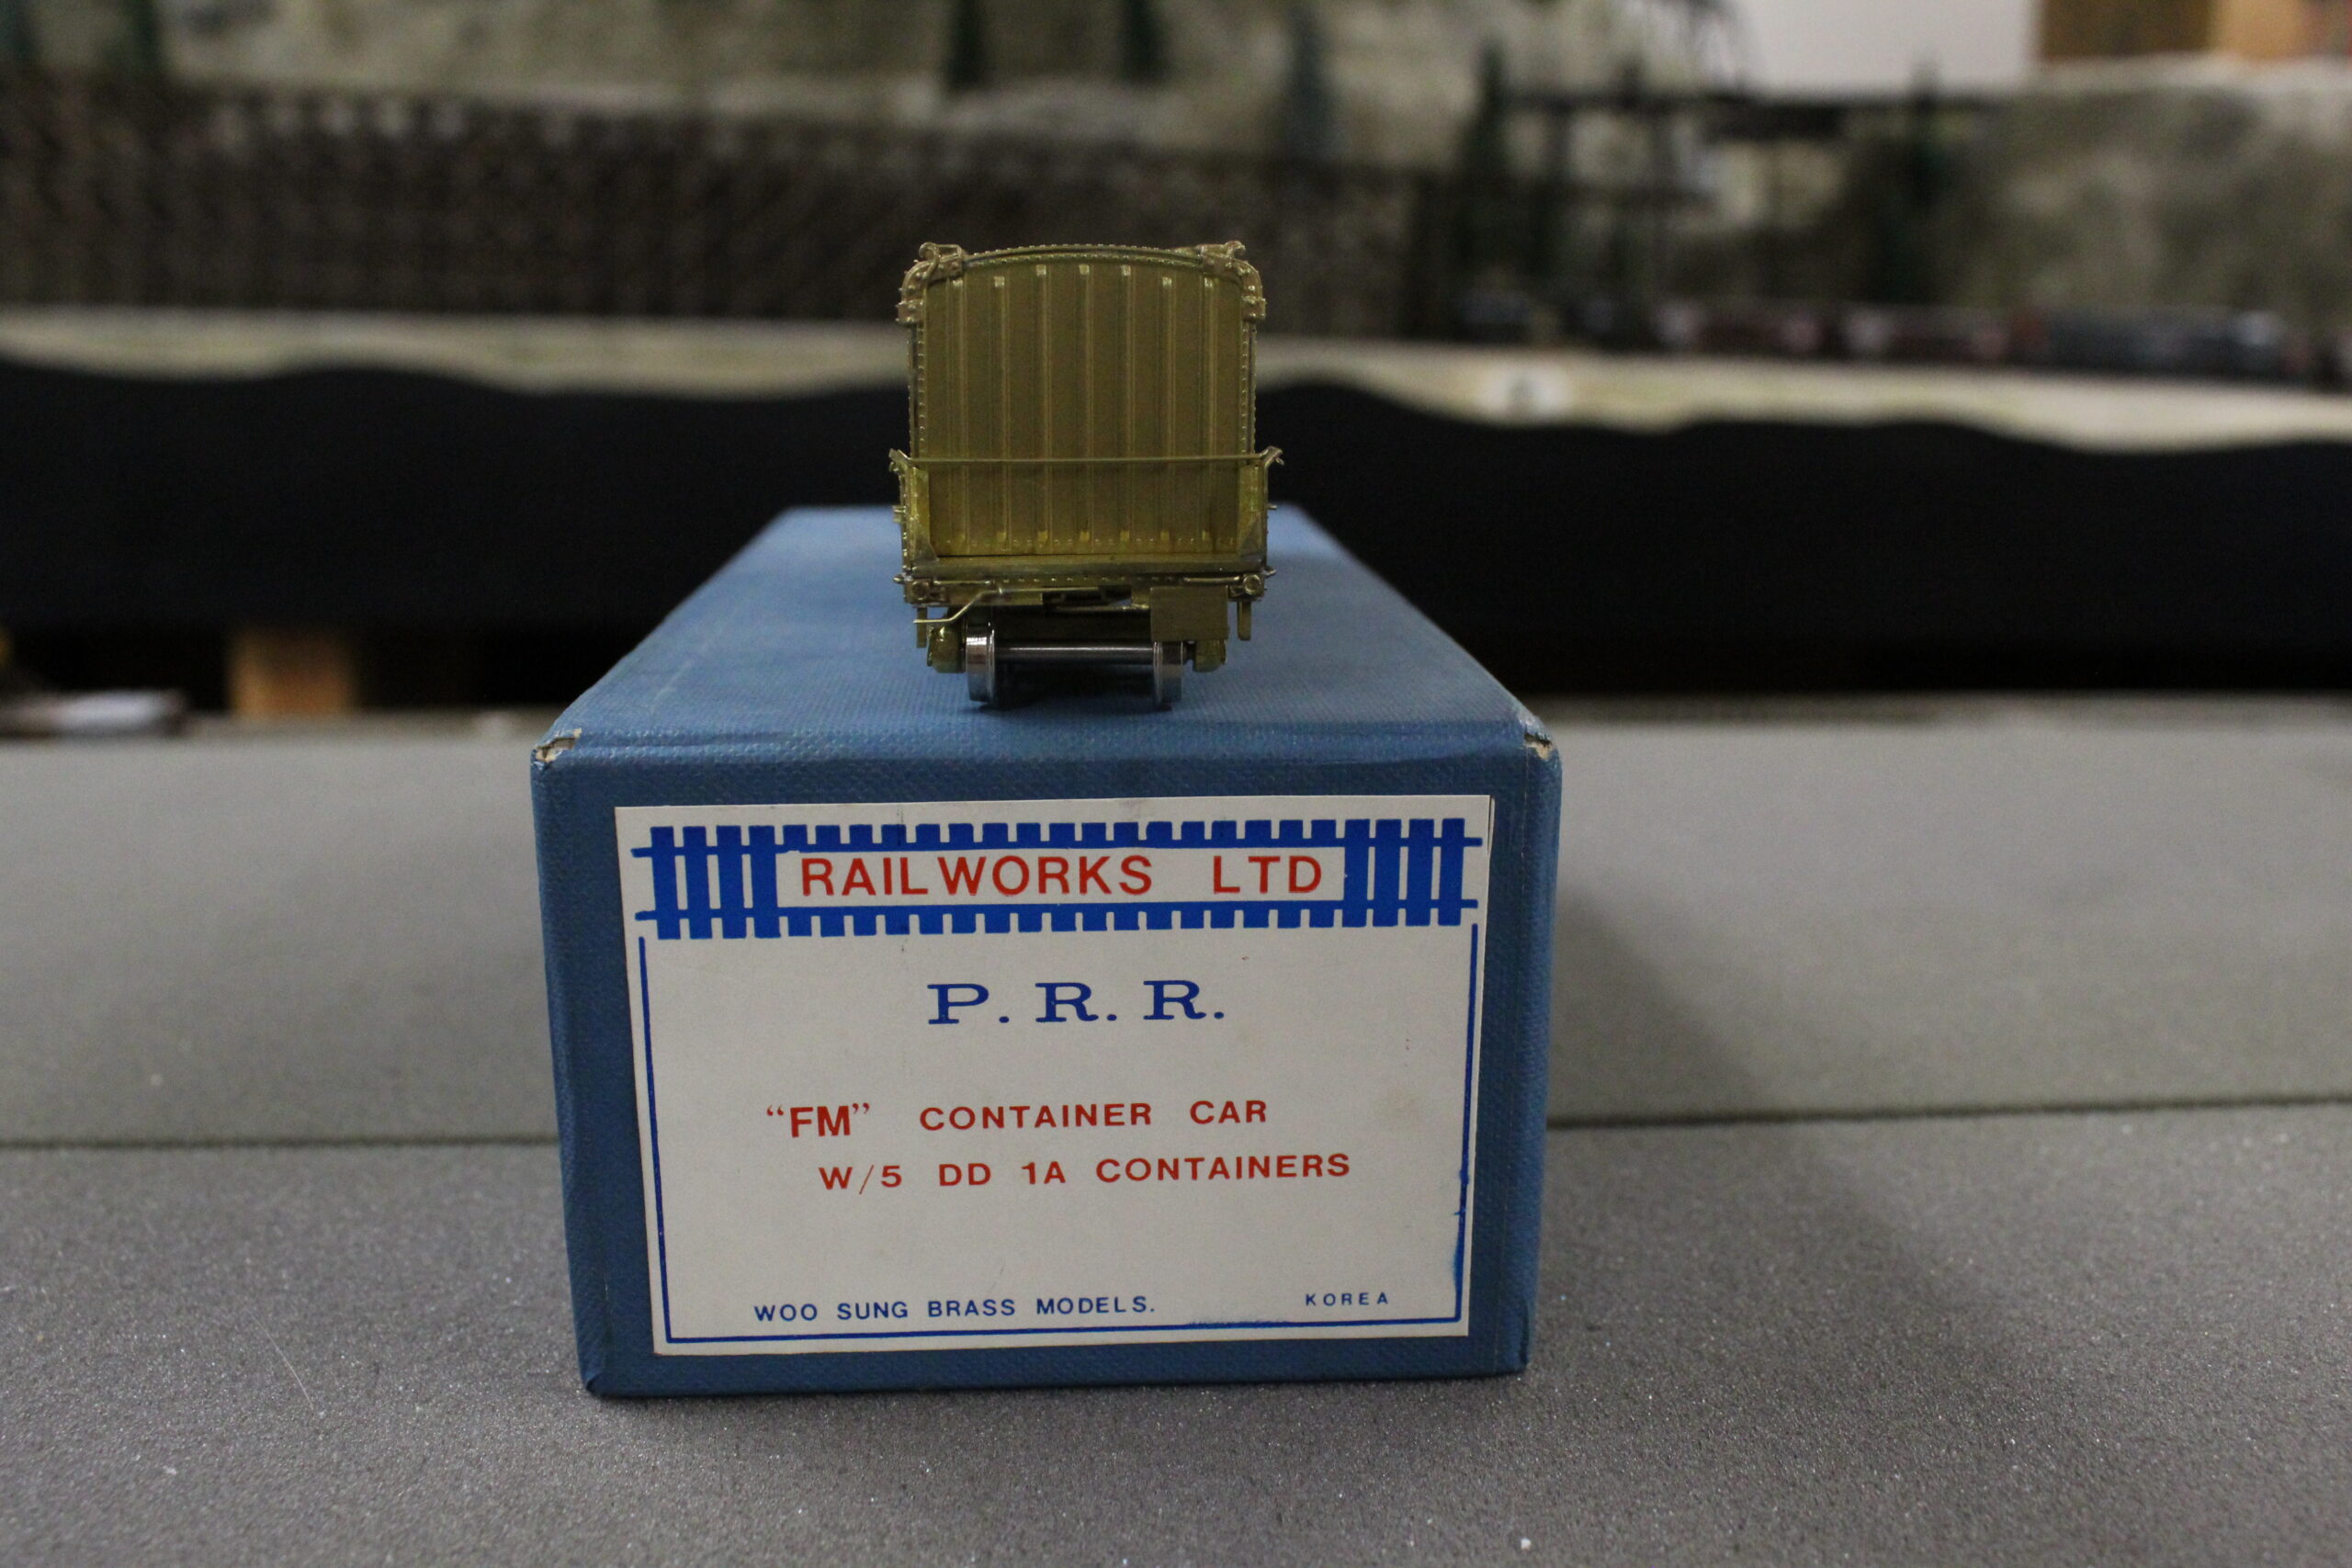 RAILWORKS LTD
P. R. R.
“FM” CONTAINER CAR
W/5 DD 1A CONTAINERS
WOO SUNG BRASS MODELS. KOREA